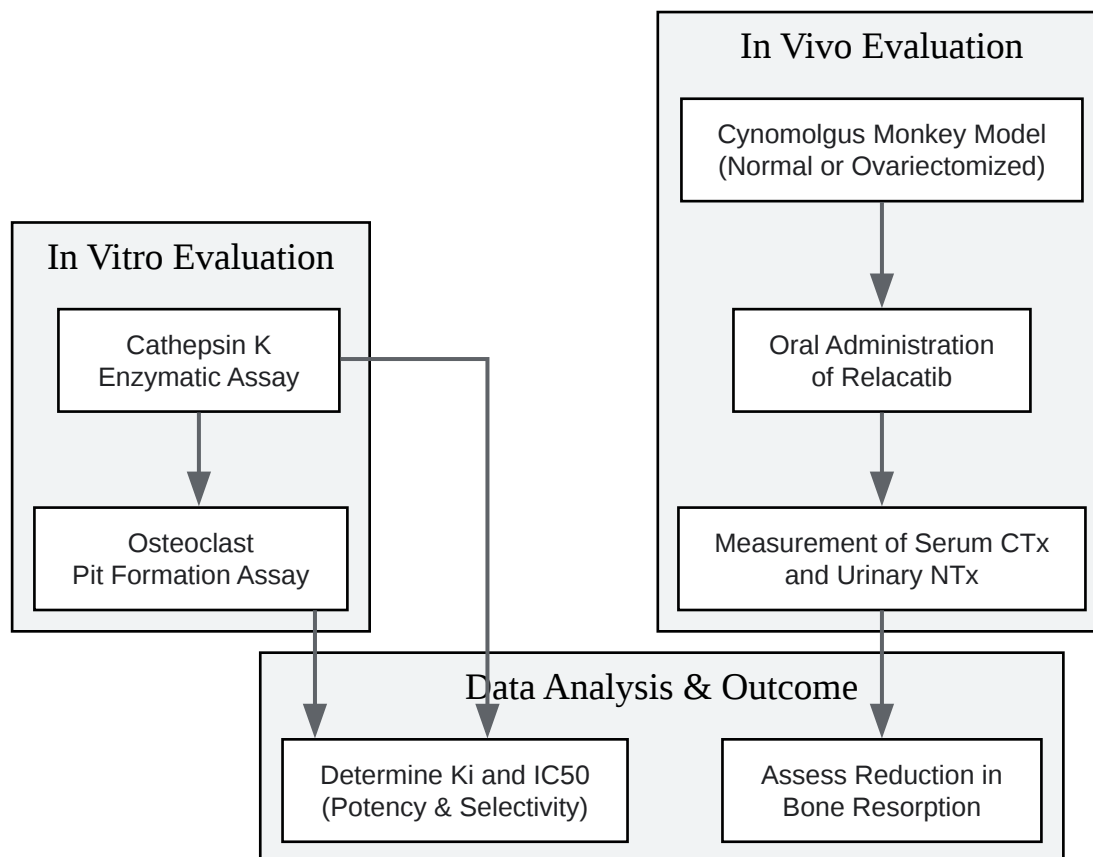 In Vitro Evaluation
Cathepsin K
Enzymatic Assay
Osteoclast
Pit Formation Assay
In Vivo Evaluation
Cynomolgus Monkey Model
(Normal or Ovariectomized)
Oral Administration
of Relacatib
Measurement of Serum CTx
and Urinary NTx
Data Analysis & Outcome
Determine Ki and IC50
(Potency & Selectivity)
Assess Reduction in
Bone Resorption